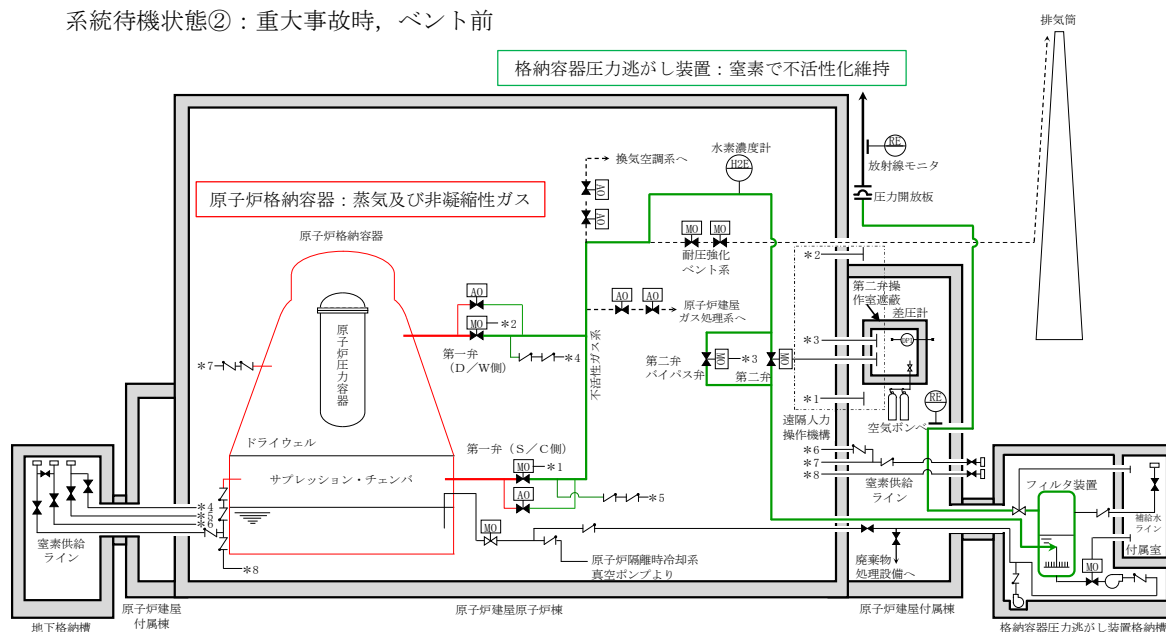 系統待機状態②：重大事故時，ベント前
排気筒
格納容器圧力逃がし装置：窒素で不活性化維持
水素濃度計
H2E
RE
放射線モニタ
換気空調系へ
AO
AO
圧力開放板
原子炉格納容器：蒸気及び非凝縮性ガス
原子炉格納容器
MO
MO
耐圧強化
ベント系
＊2
第二弁操
作室遮蔽
差圧計
AO
MO
＊2
AO
AO
原子炉建屋
ガス処理系へ
原子炉圧力容器
第一弁
（D／W側）
＊4
不活性ガス系
＊3
DPI
＊7
第二弁
バイパス弁
MO
＊3
第二弁
MO
＊1
RE
遠隔人力
操作機構
空気ボンベ
ドライウェル
第一弁（S／C側）
＊6
＊7
＊8
窒素供給
ライン
MO
＊1
サプレッション・チェンバ
AO
＊5
フィルタ装置
＊4
＊5
＊6
MO
補給水
ライン
付属室
窒素供給
ライン
＊8
原子炉隔離時冷却系
真空ポンプより
廃棄物
処理設備へ
MO
原子炉建屋
付属棟
原子炉建屋原子炉棟
原子炉建屋付属棟
地下格納槽
格納容器圧力逃がし装置格納槽